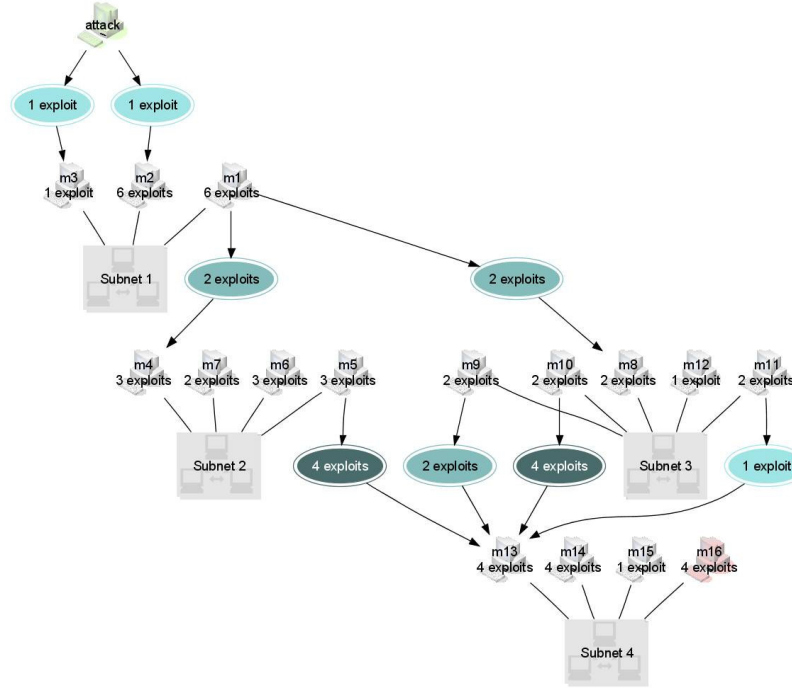 attack
1 exploit
1 exploit
m3
1 exploit
m2
6 exploits
m1
6 exploits
Subnet 1
2 exploits
2 exploits
m4
3 exploits
m7
2 exploits
m6
3 exploits
m5
3 exploits
m9
2 exploits
m10
2 exploits
m8
2 exploits
m12
1 exploit
m11
2 exploits
Subnet 2
4 exploits
2 exploits
4 exploits
Subnet 3
1 exploit
m13
4 exploits
m14
4 exploits
m15
1 exploit
m16
4 exploits
Subnet 4